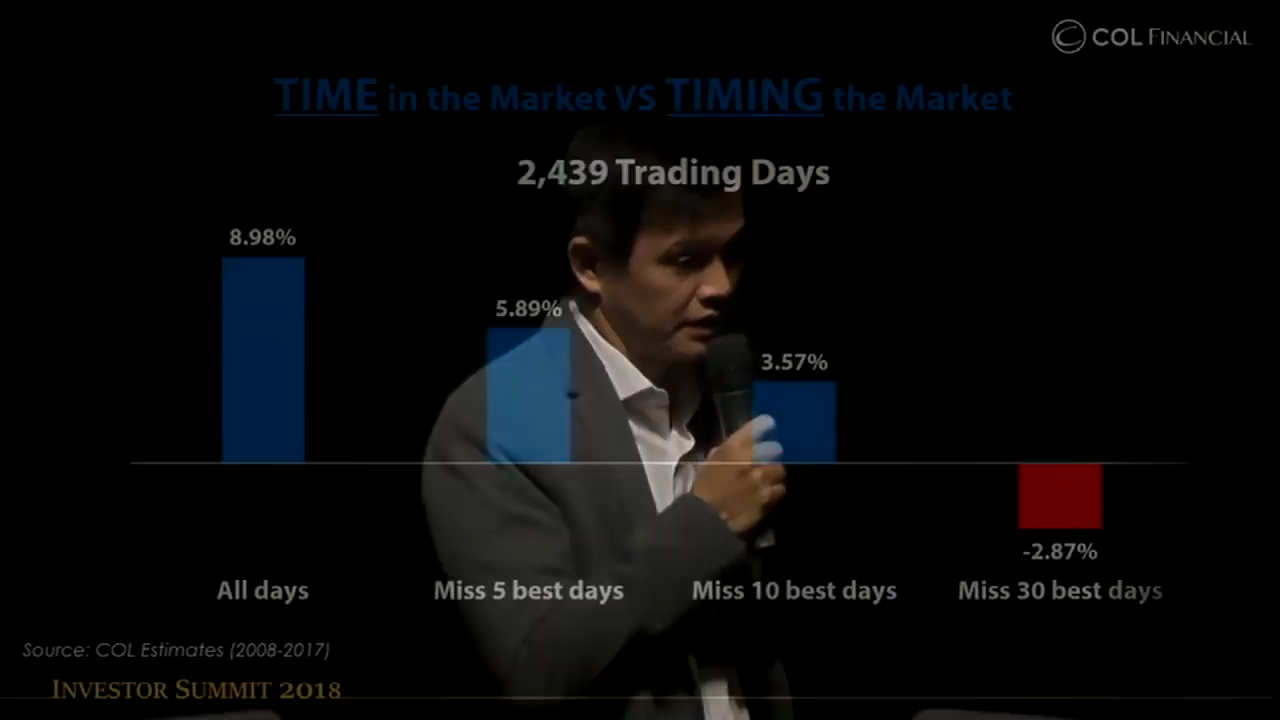 COL FINANCIAL
TIME in the Market VS TIMING the Market
2,439 Trading Days
8.98%
5.89%
3.57%
-2.87%
All days
Miss 5 best days
Miss 10 best days
Miss 30 best days
Source: COL Estimates (2008-2017)
INVESTOR SUMMIT 2018